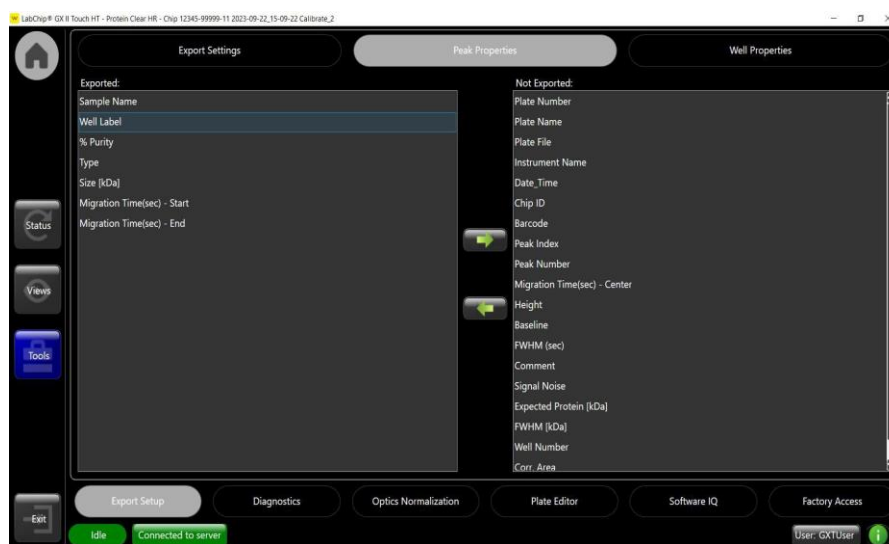 LabChip® GX II Touch HT - Protein Clear HR - Chip 12345-99999-11 2023-09-22_15-09-22 Calibrate_2
Export Settings
Peak Properties
Well Properties
Exported:
Sample Name
Well Label
% Purity
Type
Size [kDa]
Migration Time(sec) - Start
Migration Time(sec) - End
Not Exported:
Plate Number
Plate Name
Plate File
Instrument Name
Date_Time
Chip ID
Barcode
Peak Index
Peak Number
Migration Time(sec) - Center
Height
Baseline
FWHM (sec)
Comment
Signal Noise
Expected Protein [kDa]
FWHM [kDa]
Well Number
Corr. Area
Status
Views
Tools
Exit
Export Setup
Diagnostics
Optics Normalization
Plate Editor
Software IQ
Factory Access
Idle
Connected to server
User: GXTUser